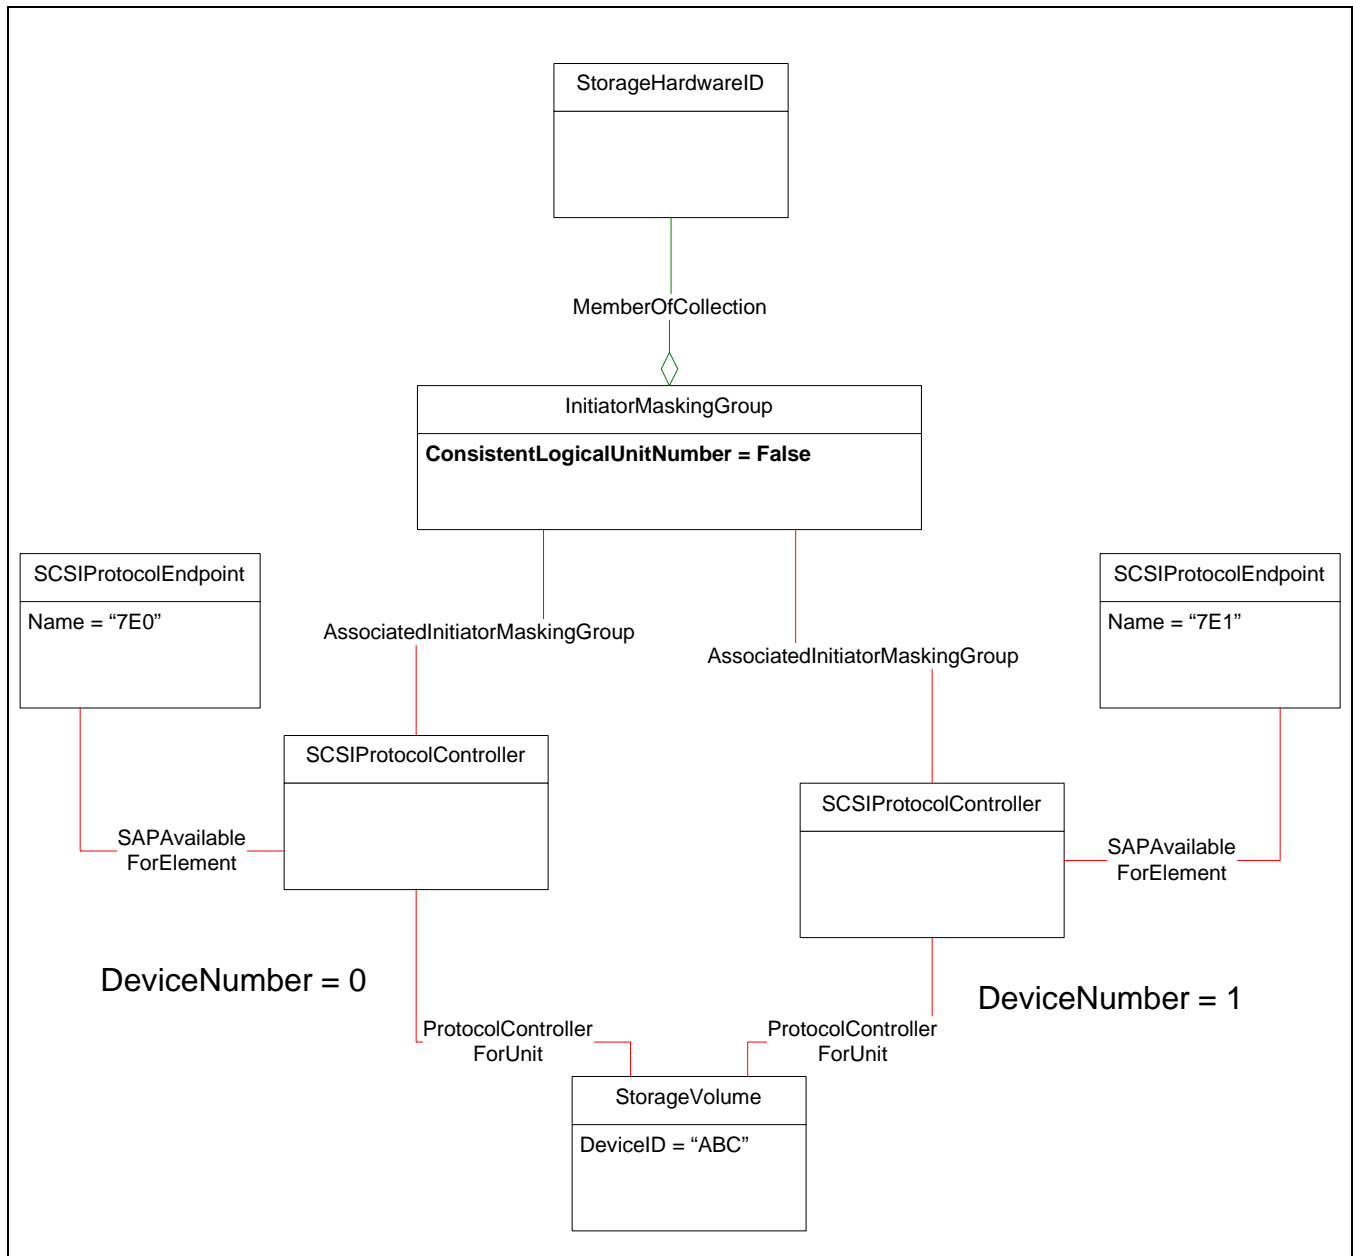 StorageHardwareID
MemberOfCollection
InitiatorMaskingGroup
ConsistentLogicalUnitNumber = False
SCSIProtocolEndpoint
Name = “7E0”
SCSIProtocolEndpoint
Name = “7E1”
AssociatedInitiatorMaskingGroup
AssociatedInitiatorMaskingGroup
SCSIProtocolController
SCSIProtocolController
SAPAvailable
ForElement
SAPAvailable
ForElement
DeviceNumber = 0
DeviceNumber = 1
ProtocolController
ForUnit
ProtocolController
ForUnit
StorageVolume
DeviceID = “ABC”